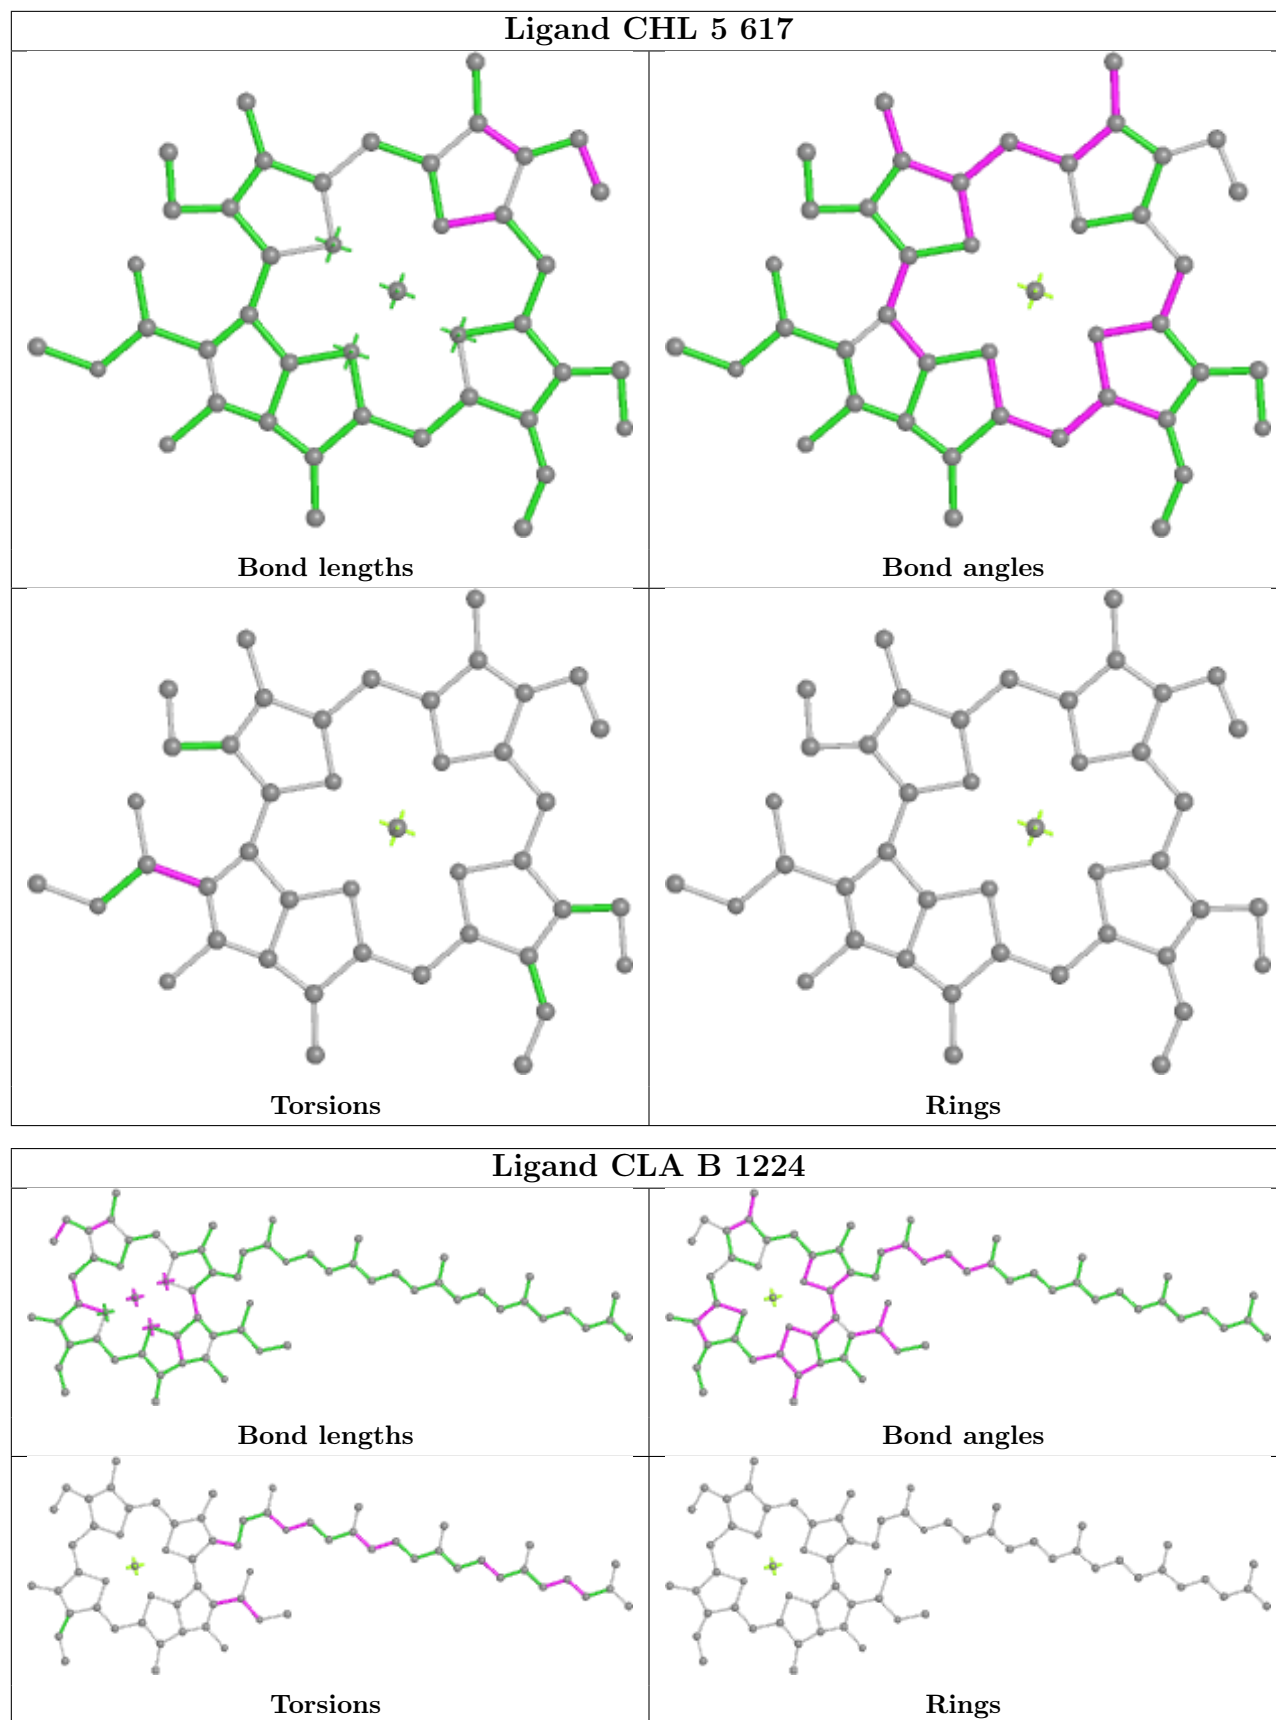 Ligand CHL 5 617
Bond lengths
Bond angles
Torsions
Rings
Ligand CLA B 1224
Bond lengths
Bond angles
Torsions
Rings